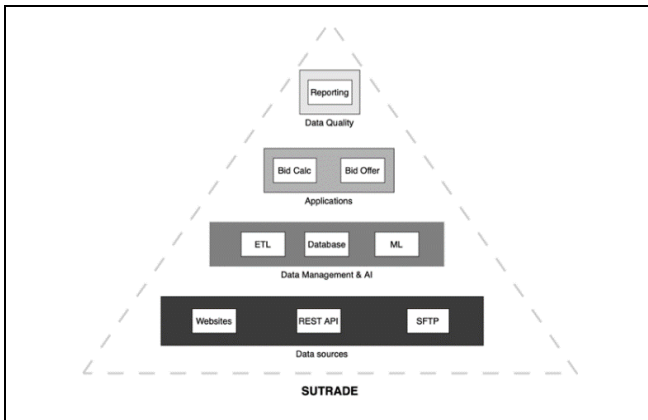 Reporting
Data Quality
Bid Calc Bid Offer
Applications
ETL Database ML
Data Management & AI
Websites REST API SFTP
Data sources
SUTRADE